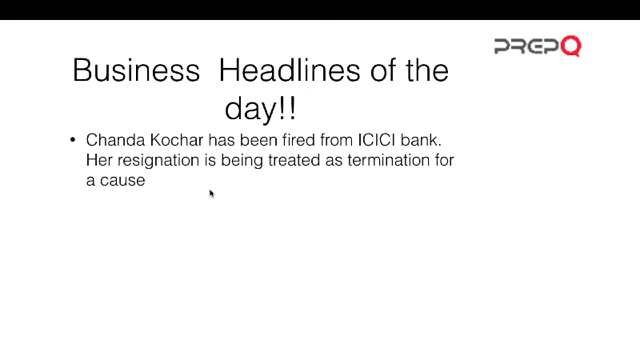 PREPQ
Business  Headlines of the
day!!
• Chanda Kochar has been fired from ICICI bank.
Her resignation is being treated as termination for
a cause